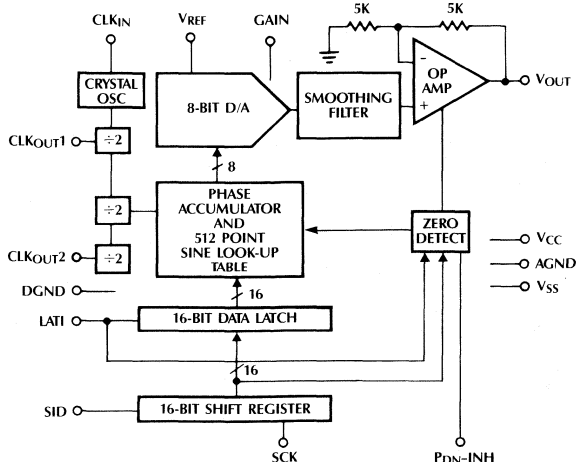 CLKIN
VREF
GAIN
5K
5K
CRYSTAL
OSC
8-BIT D/A
SMOOTHING
FILTER
-
OP
AMP
+
VOUT
CLKOUT1
÷2
8
÷2
PHASE
ACCUMULATOR
AND
512 POINT
SINE LOOK-UP
TABLE
ZERO
DETECT
CLKOUT2
÷2
VCC
AGND
VSS
DGND
16
LATI
16-BIT DATA LATCH
16
SID
16-BIT SHIFT REGISTER
SCK
PDN-INH